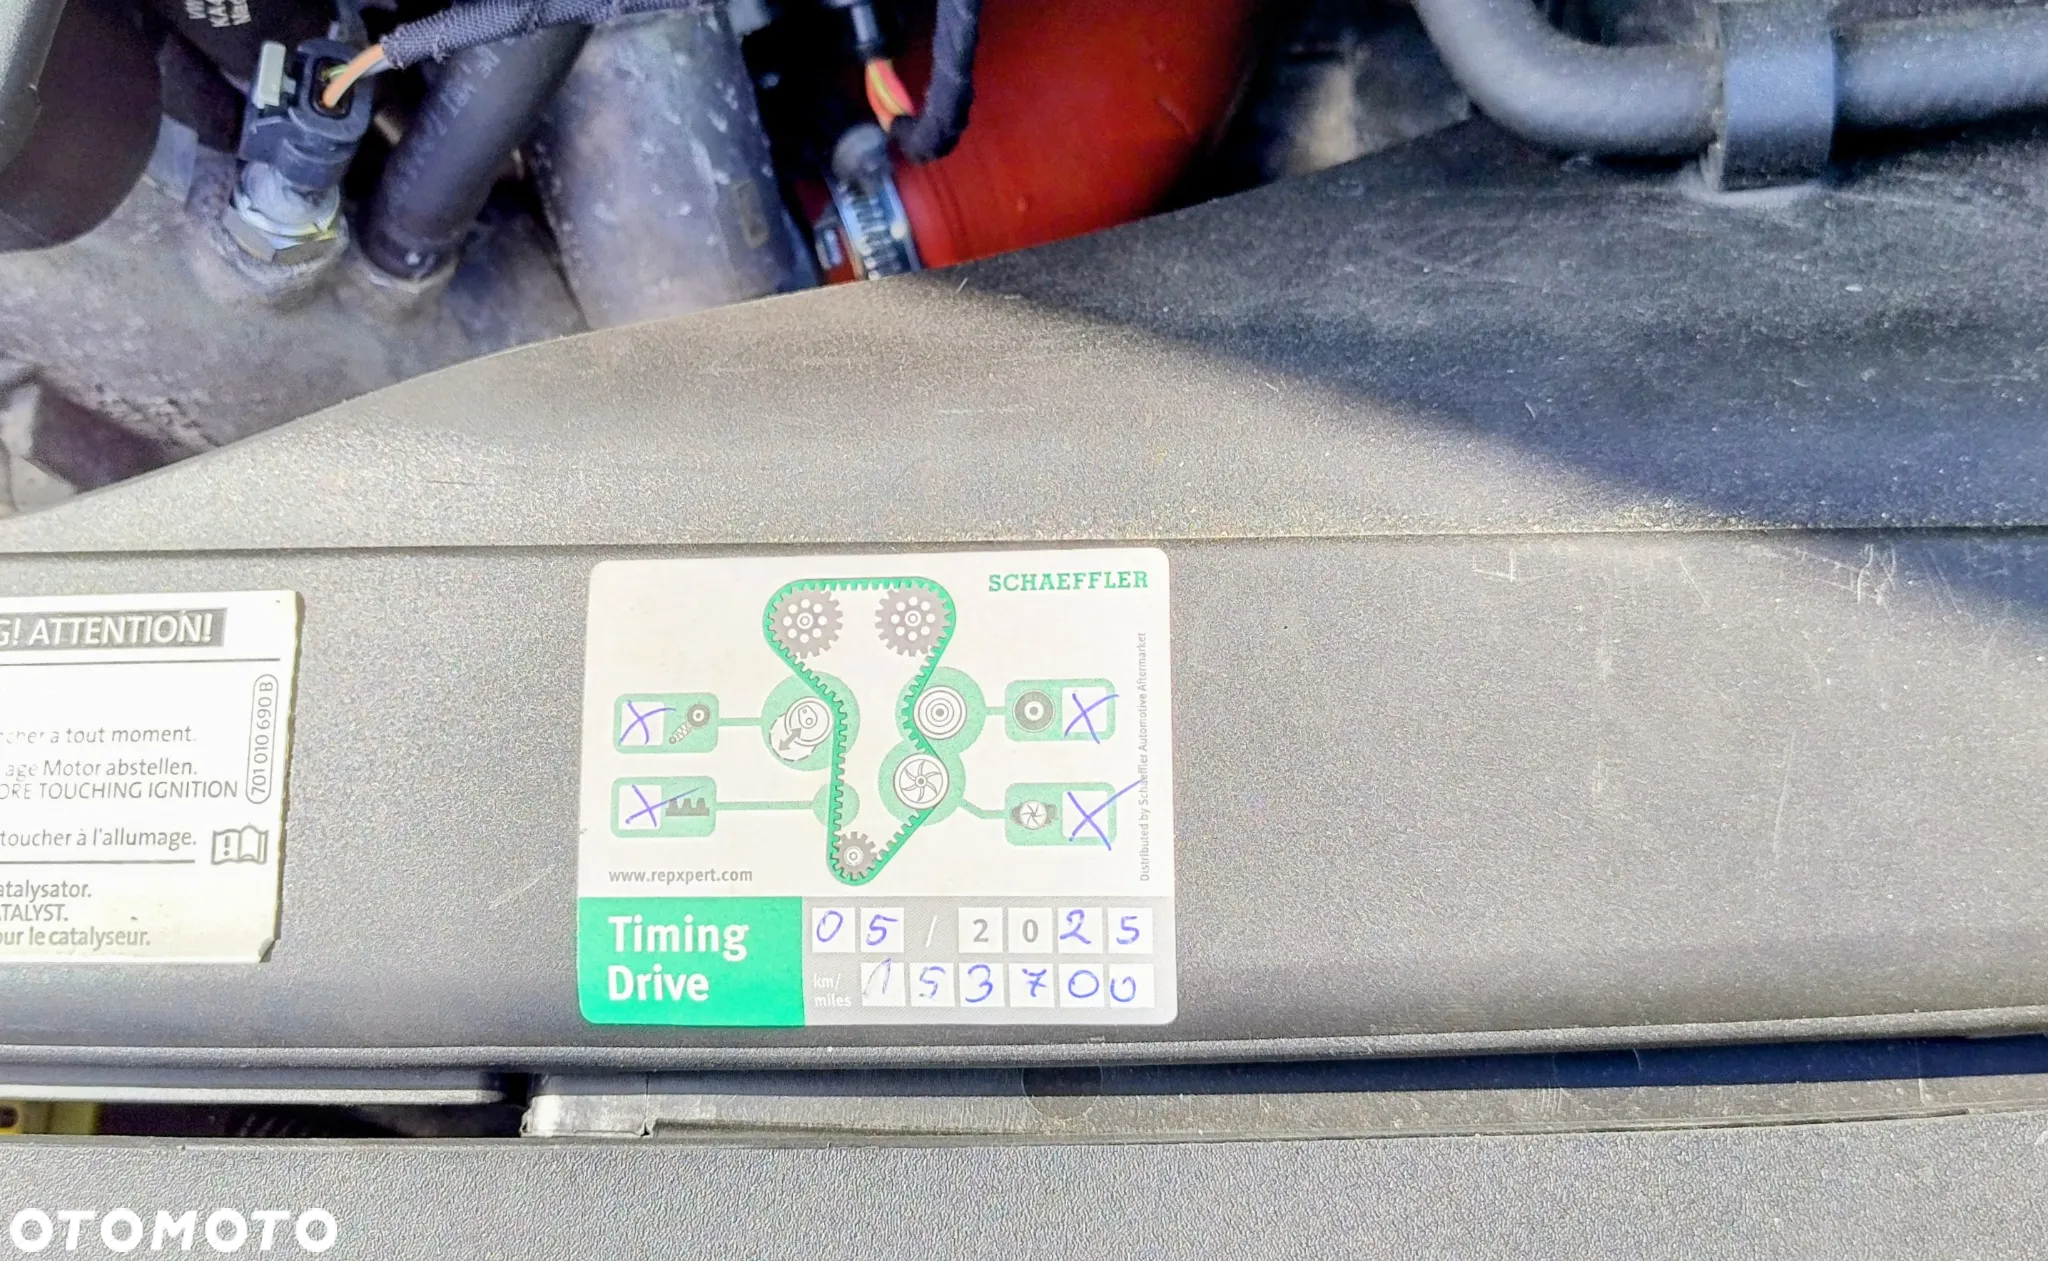 G! ATTENTION!
cher a tout moment.
age Motor abstellen.
ORE TOUCHING IGNITION
701 010 690 B
toucher à l'allumage.
atalysator.
TALYST.
ur le catalyseur.
SCHAEFFLER
Distributed by Schaeffler Automotive Aftermarket
www.repxpert.com
Timing
Drive
05 / 2025
km/
miles
153700
OTOMOTO